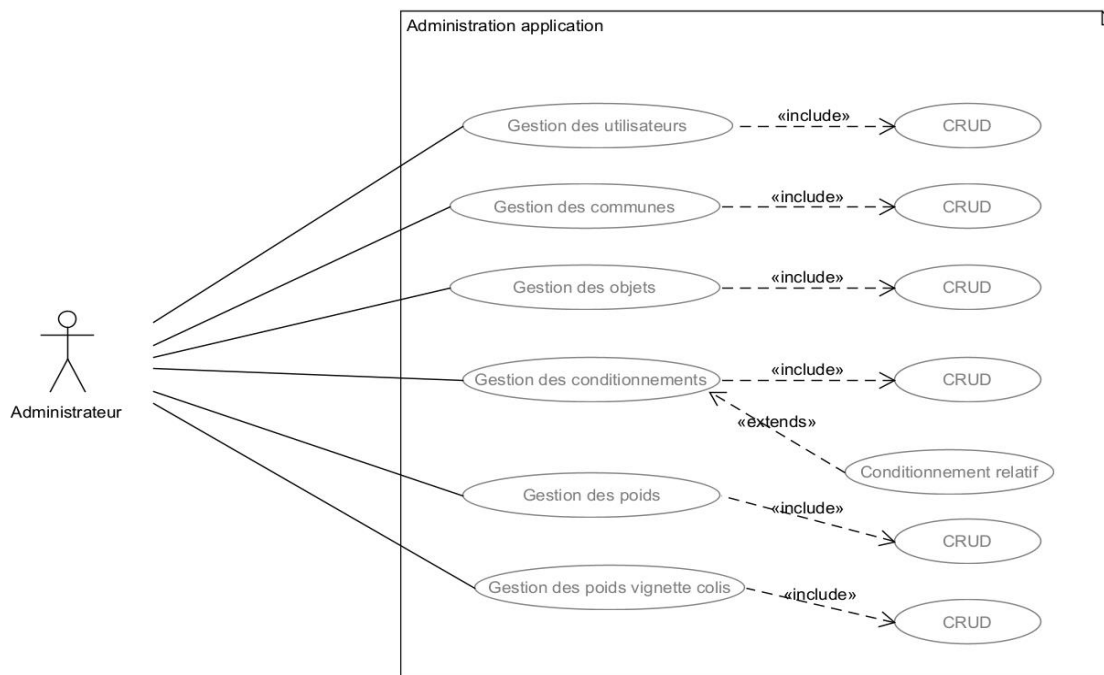 Administration application
Gestion des utilisateurs
«include»
CRUD
Gestion des communes
«include»
CRUD
Gestion des objets
«include»
CRUD
Gestion des conditionnements
«include»
CRUD
Administrateur
«extends»
Conditionnement relatif
Gestion des poids
«include»
CRUD
Gestion des poids vignette colis
«include»
CRUD